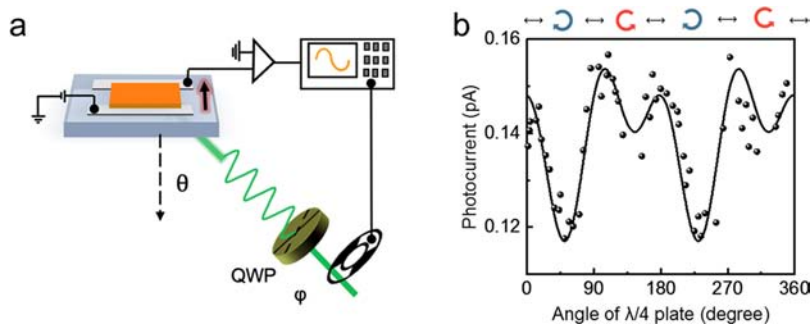 a
θ
QWP
φ
b
0.16
0.14
0.12
Photocurrent (pA)
0 90 180 270 360
Angle of λ/4 plate (degree)